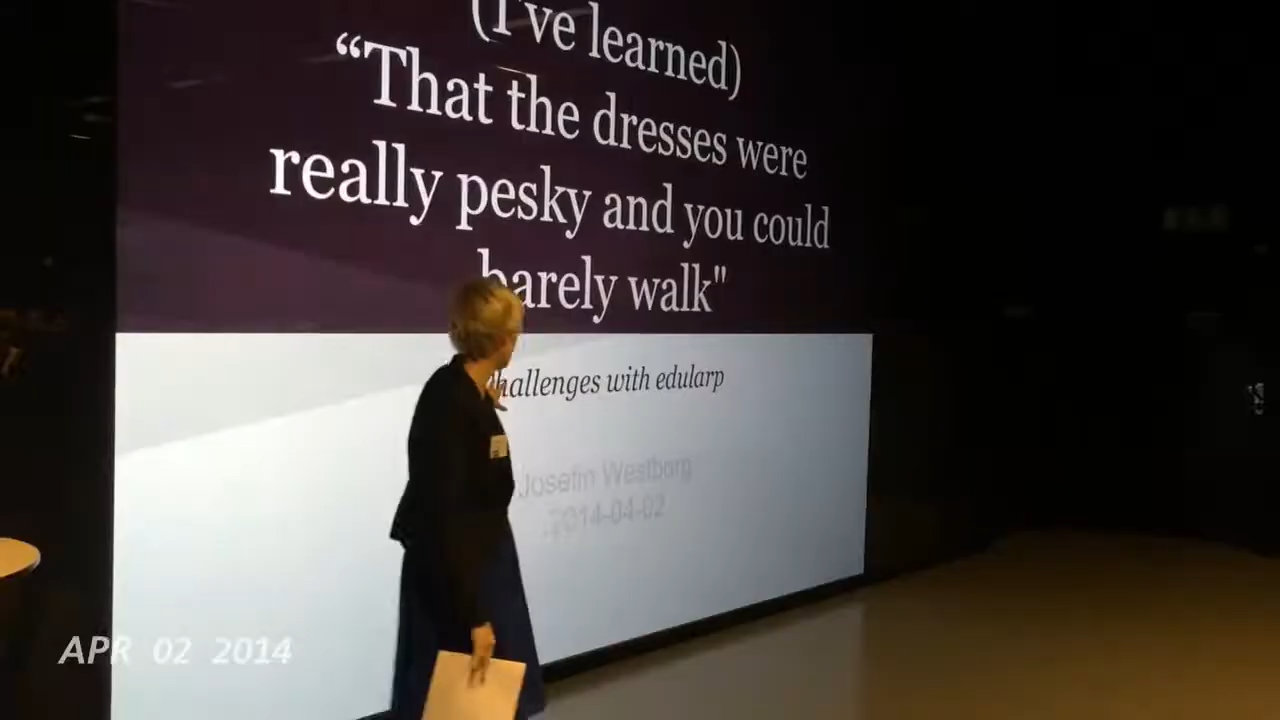 (I've learned)
“That the dresses were
really pesky and you could
barely walk"
challenges with edularp
Josefin Westborg
2014-04-02
APR 02 2014